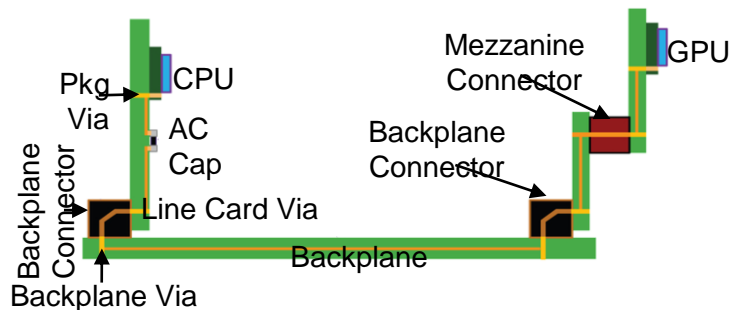 CPU
Pkg
Via
AC
Cap
Backplane
Connector
Line Card Via
Backplane Via
Backplane
Backplane
Connector
Mezzanine
Connector
GPU